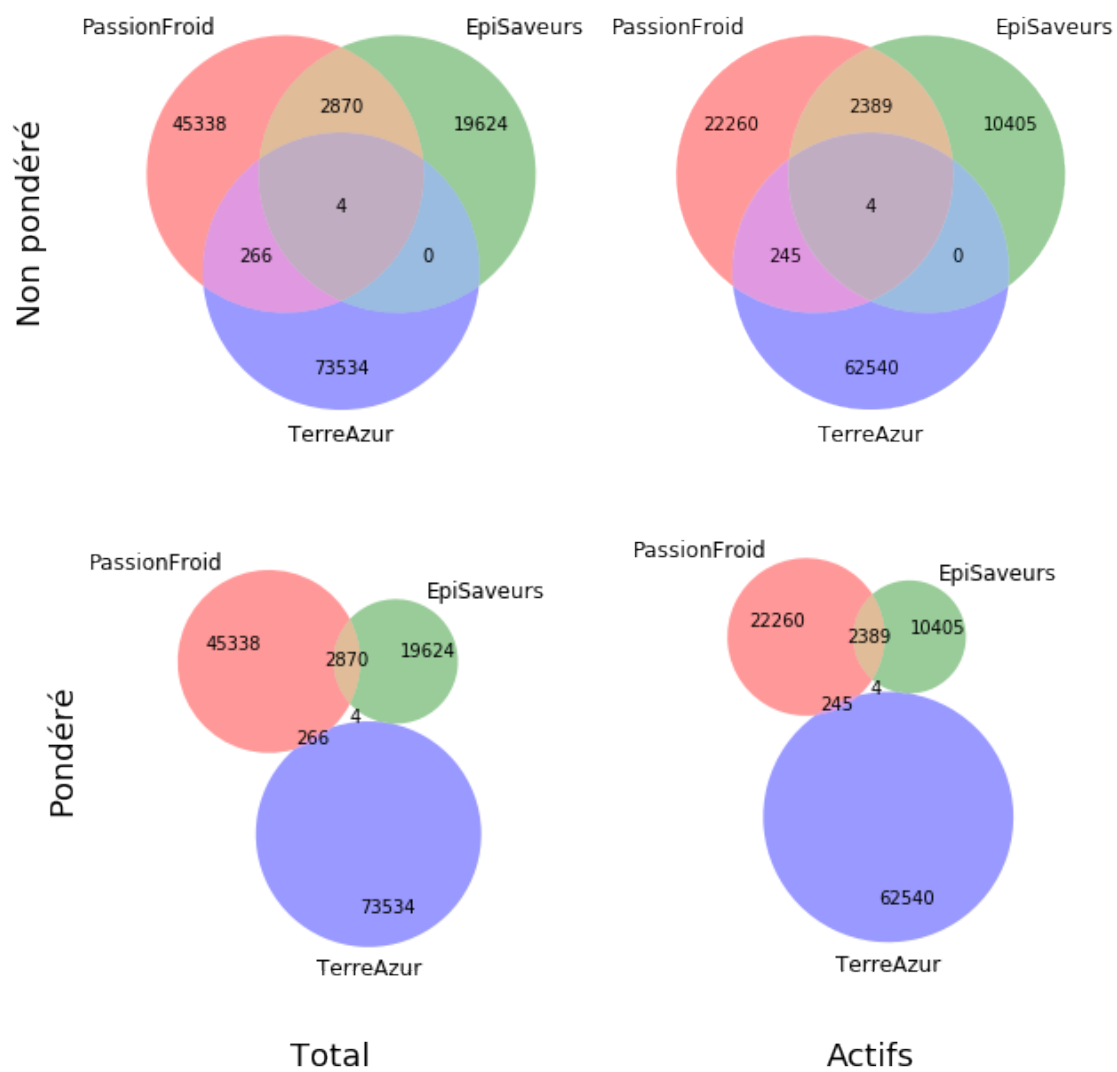 PassionFroid
EpiSaveurs
45338
2870
19624
4
266
0
73534
TerreAzur
PassionFroid
EpiSaveurs
22260
2389
10405
4
245
0
62540
TerreAzur
Non pondéré
PassionFroid
EpiSaveurs
45338
2870
19624
4
266
73534
TerreAzur
PassionFroid
EpiSaveurs
22260
2389
10405
4
245
62540
TerreAzur
Pondéré
Total
Actifs